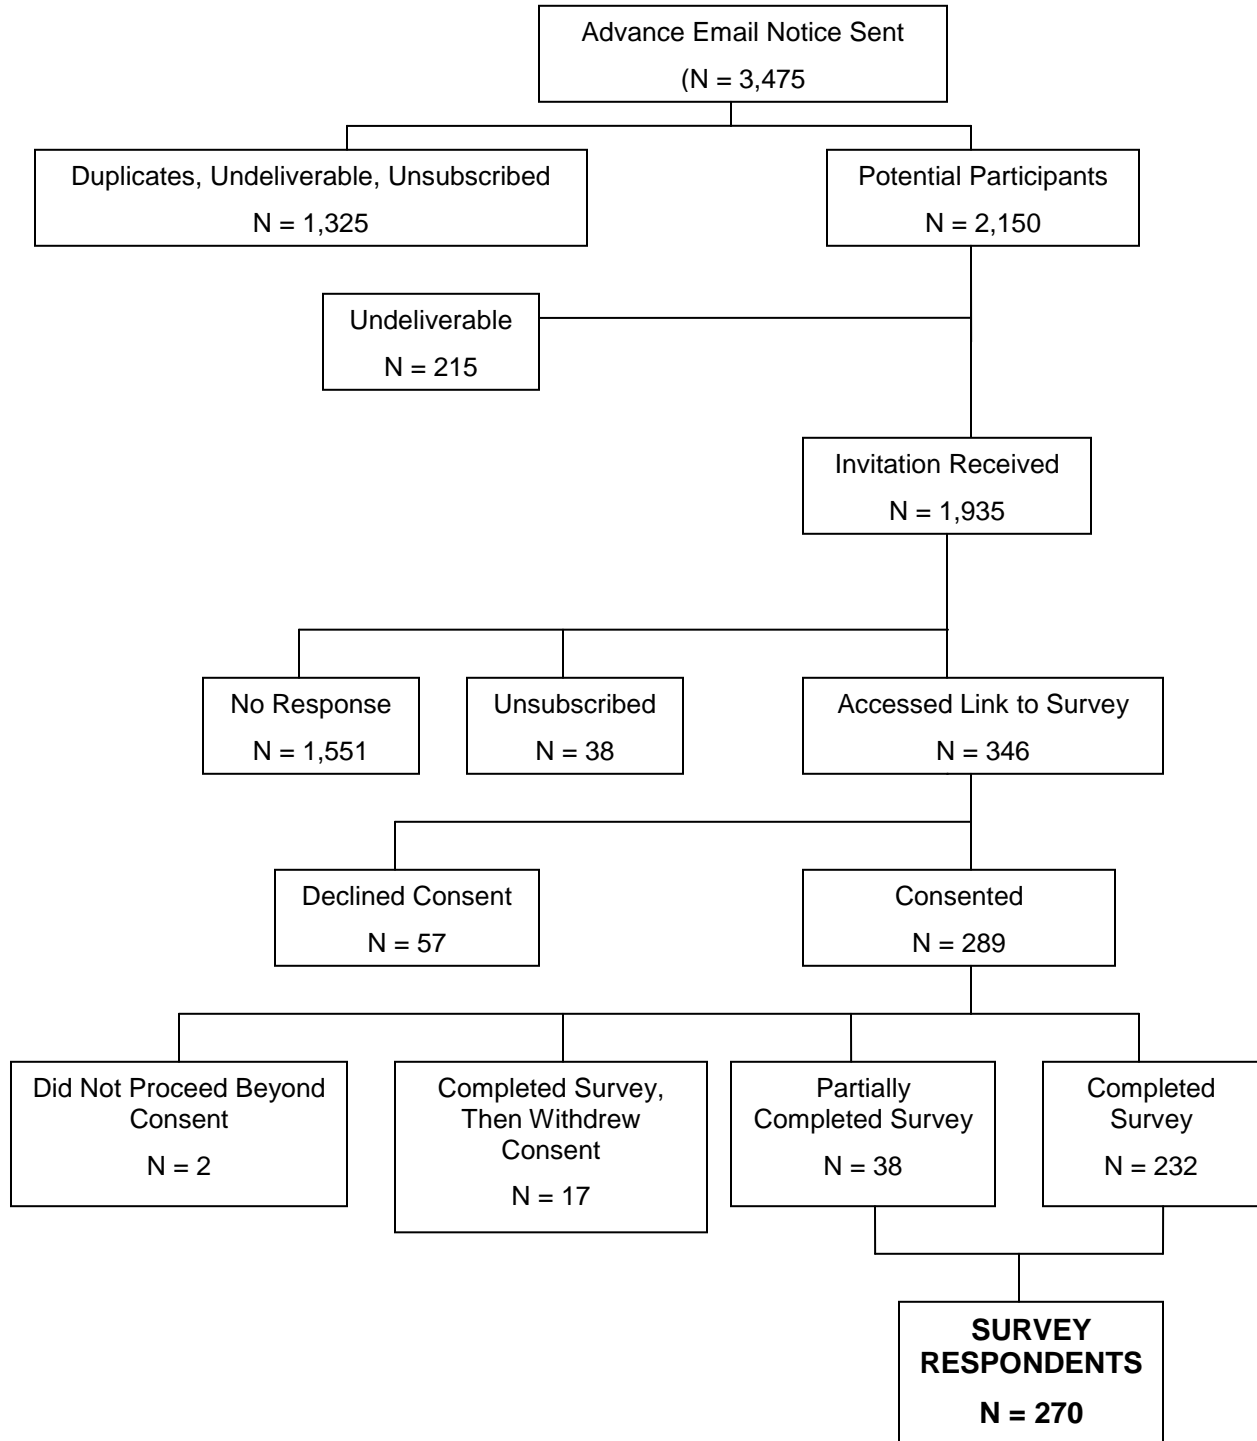 Advance Email Notice Sent
(N = 3,475
Duplicates, Undeliverable, Unsubscribed
N = 1,325
Potential Participants
N = 2,150
Undeliverable
N = 215
Invitation Received
N = 1,935
No Response
N = 1,551
Unsubscribed
N = 38
Accessed Link to Survey
N = 346
Declined Consent
N = 57
Consented
N = 289
Did Not Proceed Beyond
Consent
N = 2
Completed Survey,
Then Withdrew
Consent
N = 17
Partially
Completed Survey
N = 38
Completed
Survey
N = 232
SURVEY
RESPONDENTS
N = 270